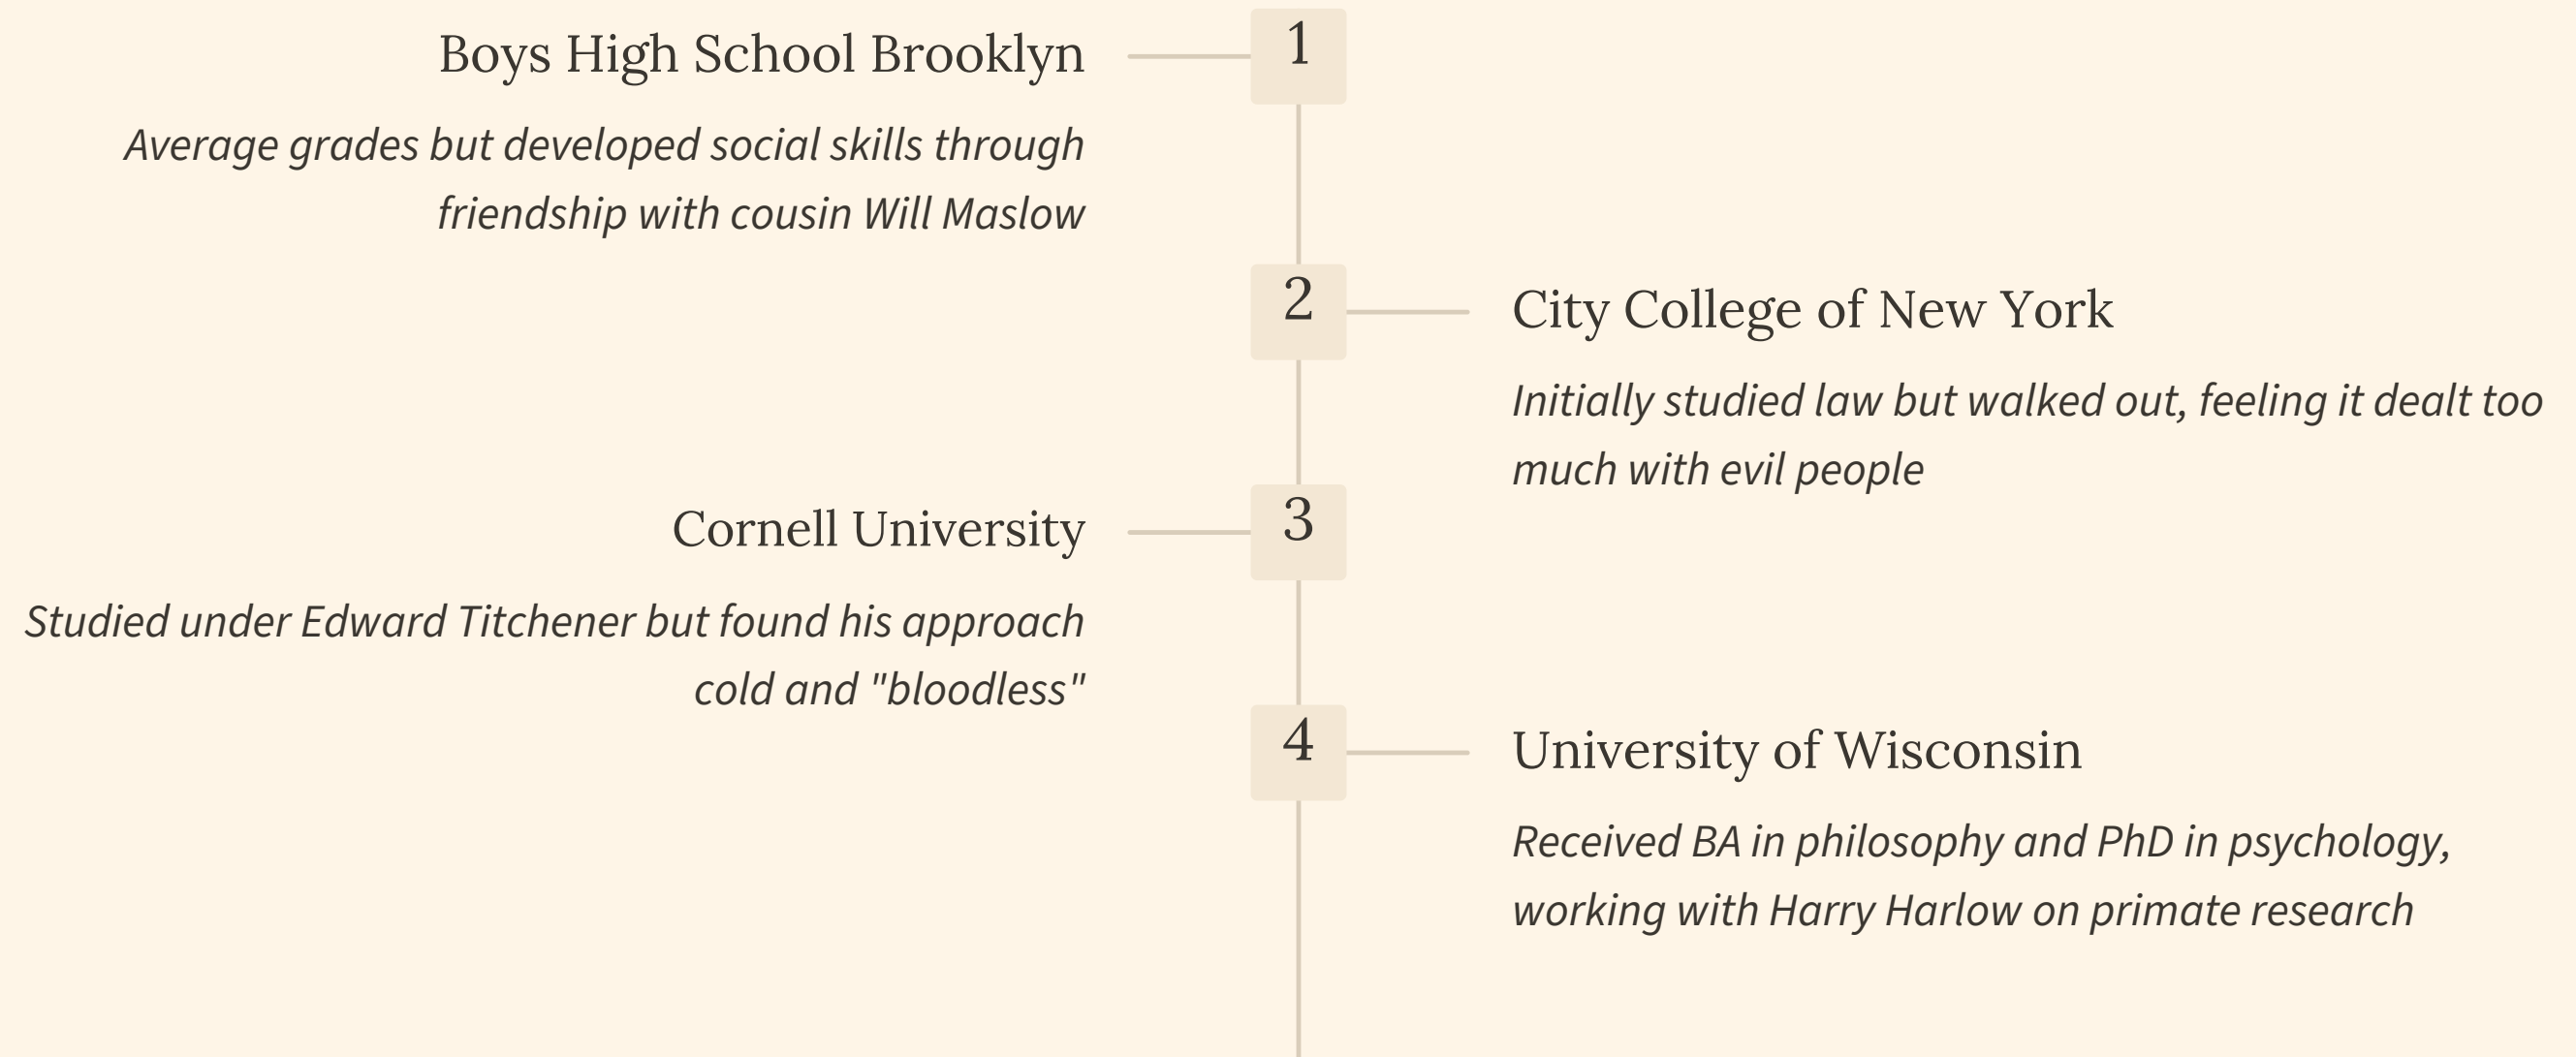 1
Boys High School Brooklyn
Average grades but developed social skills through
friendship with cousin Will Maslow
2
City College of New York
Initially studied law but walked out, feeling it dealt too
much with evil people
3
Cornell University
Studied under Edward Titchener but found his approach
cold and "bloodless"
4
University of Wisconsin
Received BA in philosophy and PhD in psychology,
working with Harry Harlow on primate research